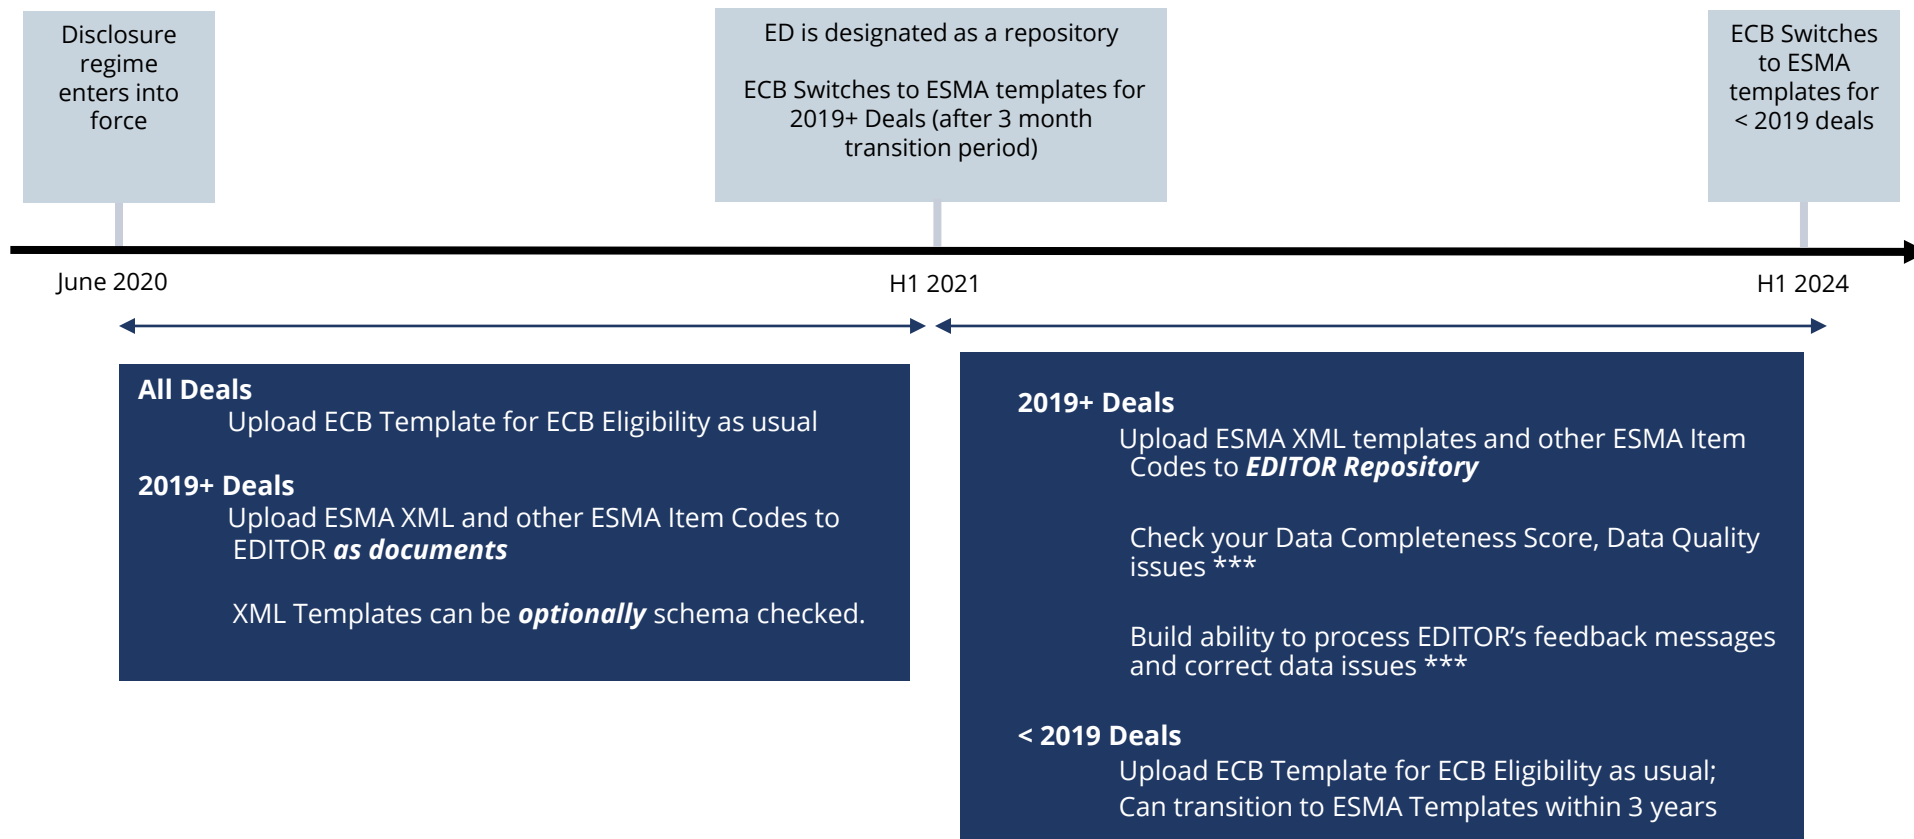 Disclosure
regime
enters into
force
ED is designated as a repository
ECB Switches to ESMA templates for
2019+ Deals (after 3 month
transition period)
ECB Switches
to ESMA
templates for
< 2019 deals
June 2020
H1 2021
H1 2024
All Deals
Upload ECB Template for ECB Eligibility as usual
2019+ Deals
Upload ESMA XML and other ESMA Item Codes to
EDITOR as documents
XML Templates can be optionally schema checked.
2019+ Deals
Upload ESMA XML templates and other ESMA Item
Codes to EDITOR Repository
Check your Data Completeness Score, Data Quality
issues ***
Build ability to process EDITOR’s feedback messages
and correct data issues ***
< 2019 Deals
Upload ECB Template for ECB Eligibility as usual;
Can transition to ESMA Templates within 3 years